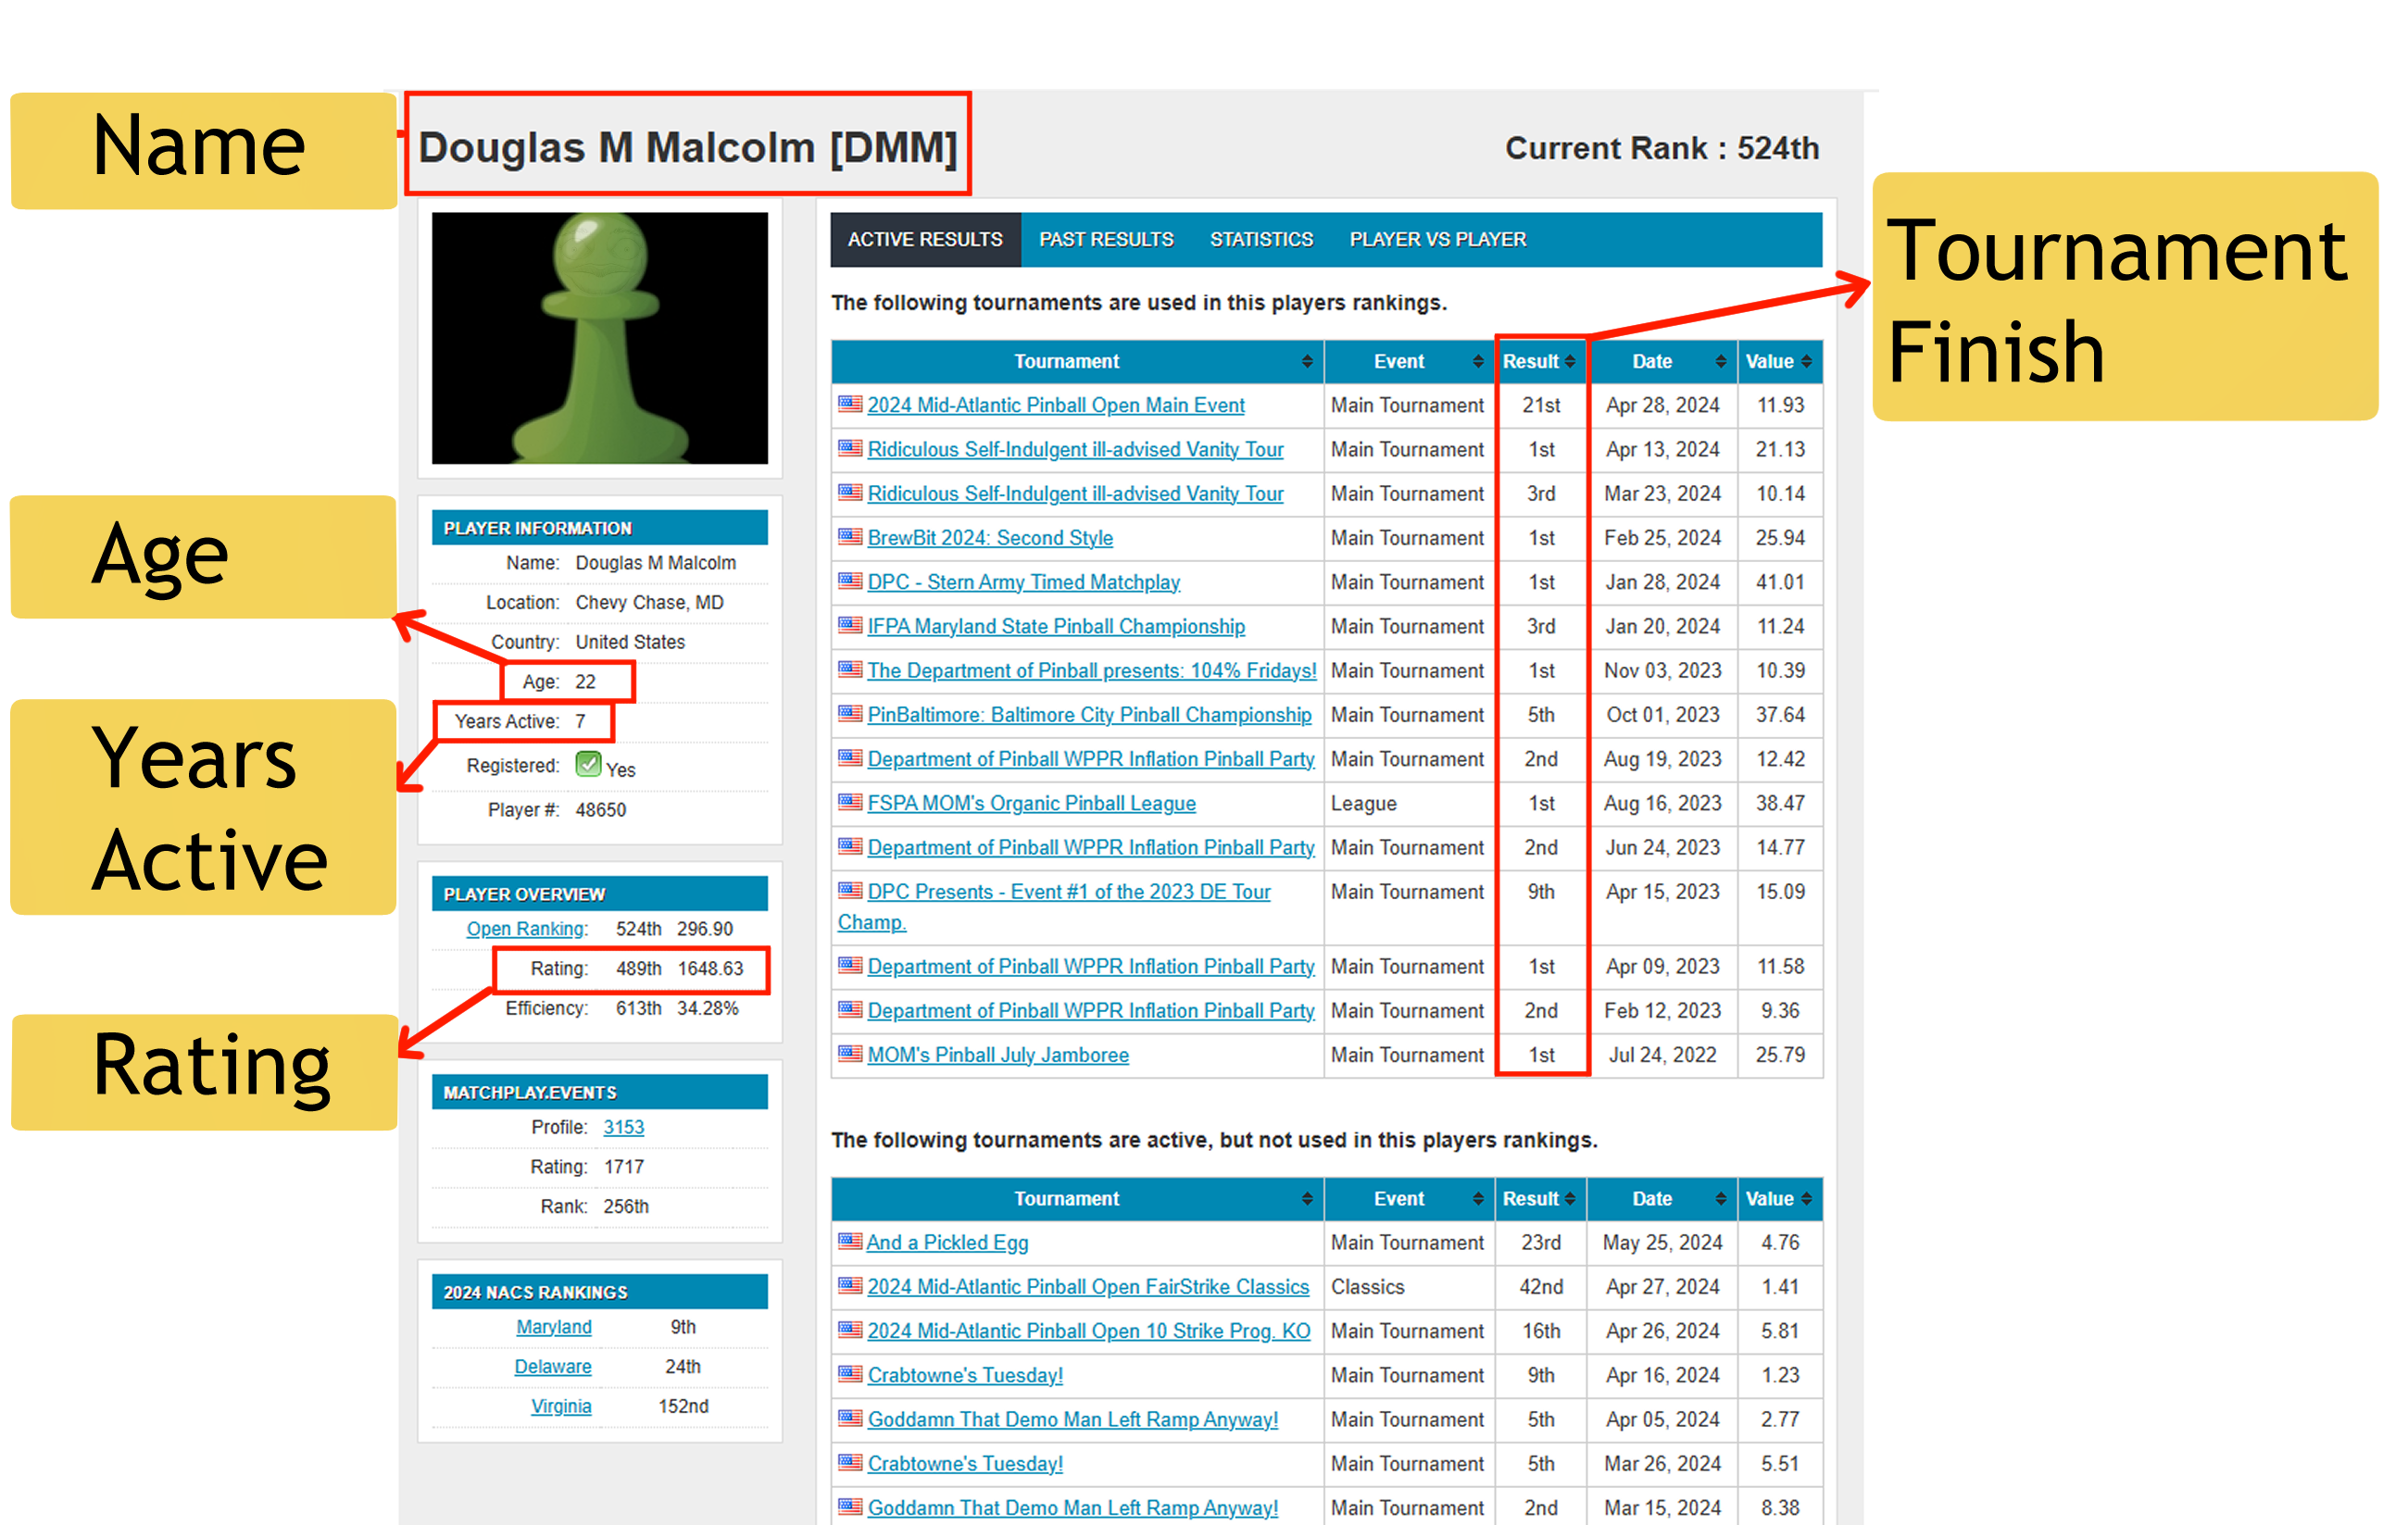 Name
Douglas M Malcolm [DMM]
Current Rank : 524th
Tournament
Finish
ACTIVE RESULTS PAST RESULTS STATISTICS PLAYER VS PLAYER
The following tournaments are used in this players rankings.
Tournament Event Result Date Value
2024 Mid-Atlantic Pinball Open Main Event Main Tournament 21st Apr 28, 2024 11.93
Ridiculous Self-Indulgent ill-advised Vanity Tour Main Tournament 1st Apr 13, 2024 21.13
Ridiculous Self-Indulgent ill-advised Vanity Tour Main Tournament 3rd Mar 23, 2024 10.14
BrewBit 2024: Second Style Main Tournament 1st Feb 25, 2024 25.94
DPC - Stern Army Timed Matchplay Main Tournament 1st Jan 28, 2024 41.01
IFPA Maryland State Pinball Championship Main Tournament 3rd Jan 20, 2024 11.24
The Department of Pinball presents: 104% Fridays! Main Tournament 1st Nov 03, 2023 10.39
PinBaltimore: Baltimore City Pinball Championship Main Tournament 5th Oct 01, 2023 37.64
Department of Pinball WPPR Inflation Pinball Party Main Tournament 2nd Aug 19, 2023 12.42
FSPA MOM's Organic Pinball League League 1st Aug 16, 2023 38.47
Department of Pinball WPPR Inflation Pinball Party Main Tournament 2nd Jun 24, 2023 14.77
DPC Presents - Event #1 of the 2023 DE Tour Main Tournament 9th Apr 15, 2023 15.09
Champ.
Department of Pinball WPPR Inflation Pinball Party Main Tournament 1st Apr 09, 2023 11.58
Department of Pinball WPPR Inflation Pinball Party Main Tournament 2nd Feb 12, 2023 9.36
MOM's Pinball July Jamboree Main Tournament 1st Jul 24, 2022 25.79
The following tournaments are active, but not used in this players rankings.
Tournament Event Result Date Value
And a Pickled Egg Main Tournament 23rd May 25, 2024 4.76
2024 Mid-Atlantic Pinball Open FairStrike Classics Classics 42nd Apr 27, 2024 1.41
2024 Mid-Atlantic Pinball Open 10 Strike Prog. KO Main Tournament 16th Apr 26, 2024 5.81
Crabtowne's Tuesday! Main Tournament 9th Apr 16, 2024 1.23
Goddamn That Demo Man Left Ramp Anyway! Main Tournament 5th Apr 05, 2024 2.77
Crabtowne's Tuesday! Main Tournament 5th Mar 26, 2024 5.51
Goddamn That Demo Man Left Ramp Anyway! Main Tournament 2nd Mar 15, 2024 8.38
Age
Years
Active
Rating
PLAYER INFORMATION
Name: Douglas M Malcolm
Location: Chevy Chase, MD
Country: United States
Age: 22
Years Active: 7
Registered: Yes
Player #: 48650
PLAYER OVERVIEW
Open Ranking: 524th 296.90
Rating: 489th 1648.63
Efficiency: 613th 34.28%
MATCHPLAY.EVENTS
Profile: 3153
Rating: 1717
Rank: 256th
2024 NACS RANKINGS
Maryland 9th
Delaware 24th
Virginia 152nd